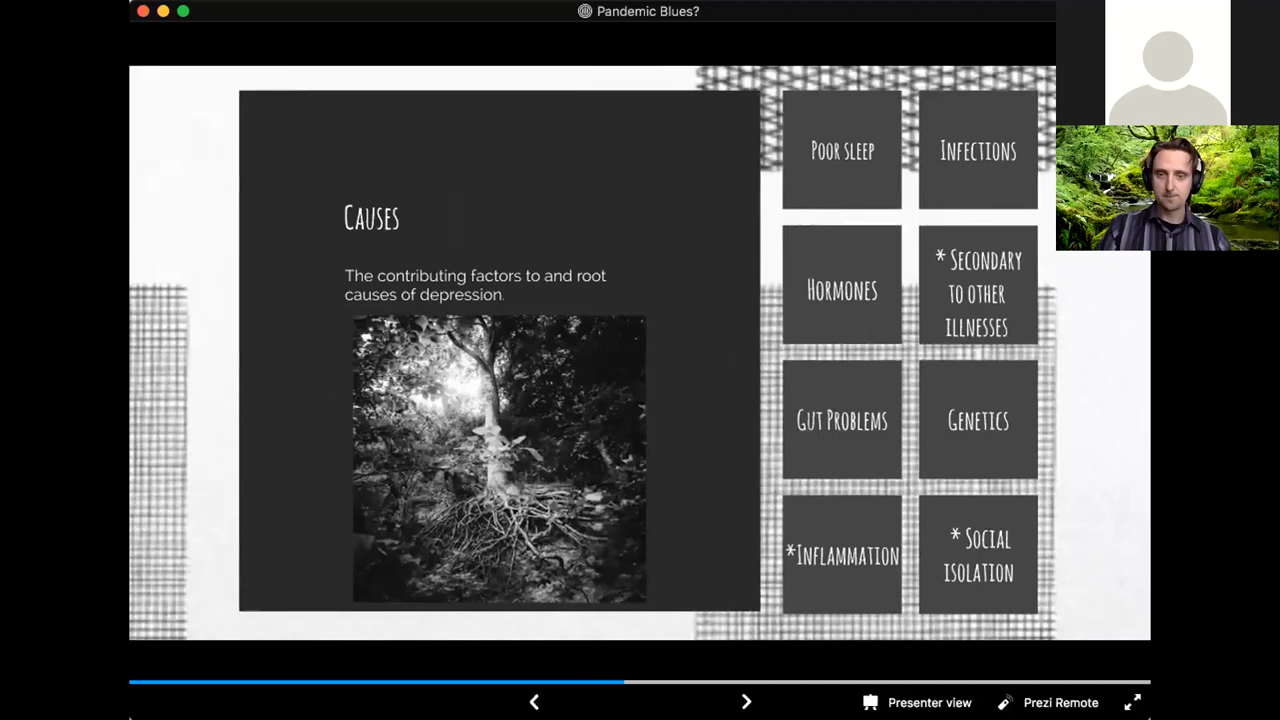 Pandemic Blues?
Causes
The contributing factors to and root
causes of depression.
Poor sleep
Infections
Hormones
* Secondary
to other
illnesses
Gut Problems
Genetics
*Inflammation
* Social
isolation
Presenter view
Prezi Remote